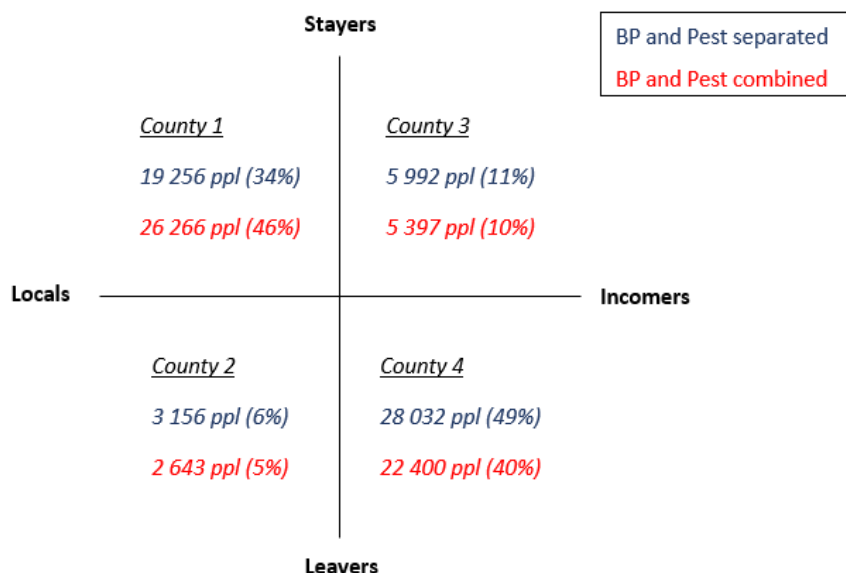 Stayers
BP and Pest separated
BP and Pest combined
County 1
19 256 ppl (34%)
26 266 ppl (46%)
County 3
5 992 ppl (11%)
5 397 ppl (10%)
Locals
Incomers
County 2
3 156 ppl (6%)
2 643 ppl (5%)
County 4
28 032 ppl (49%)
22 400 ppl (40%)
Leavers